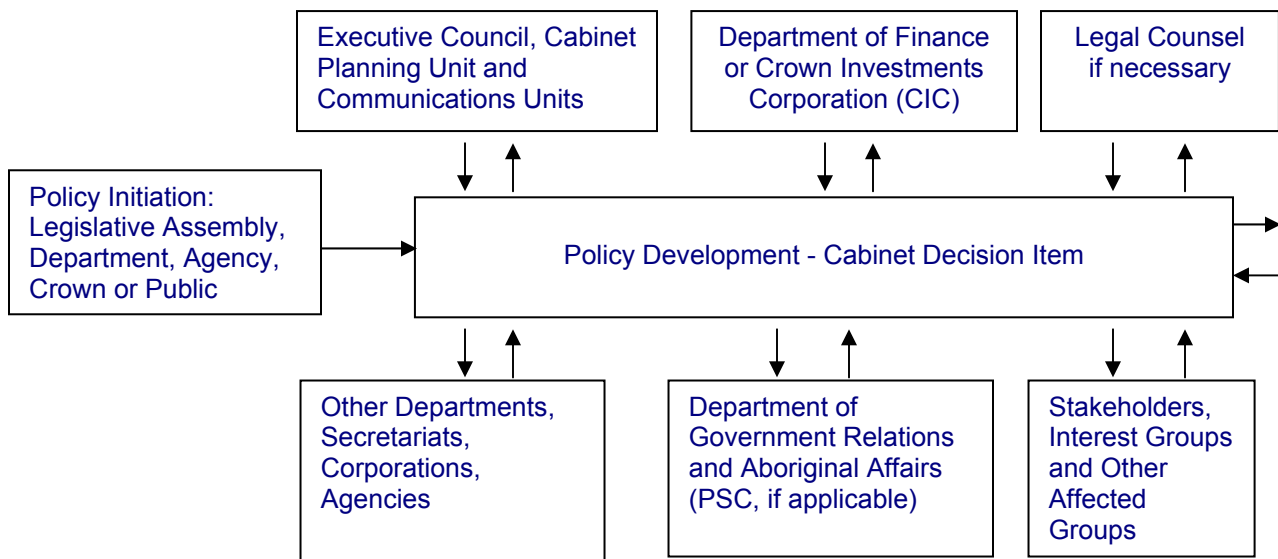 Executive Council, Cabinet
Planning Unit and
Communications Units
Department of Finance
or Crown Investments
Corporation (CIC)
Legal Counsel
if necessary
Policy Initiation:
Legislative Assembly,
Department, Agency,
Crown or Public
Policy Development - Cabinet Decision Item
Other Departments,
Secretariats,
Corporations,
Agencies
Department of
Government Relations
and Aboriginal Affairs
(PSC, if applicable)
Stakeholders,
Interest Groups
and Other
Affected
Groups